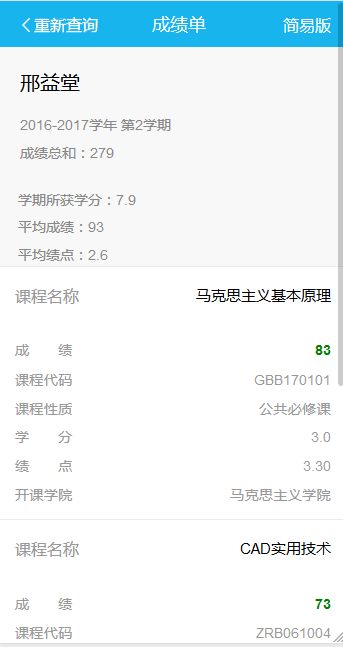 重新查询 成绩单 简易版
邢益堂
2016-2017学年 第2学期
成绩总和：279
学期所获学分：7.9
平均成绩：93
平均绩点：2.6
课程名称 马克思主义基本原理
成 绩 83
课程代码 GBB170101
课程性质 公共必修课
学 分 3.0
绩 点 3.30
开课学院 马克思主义学院
课程名称 CAD实用技术
成 绩 73
课程代码 ZRB061004